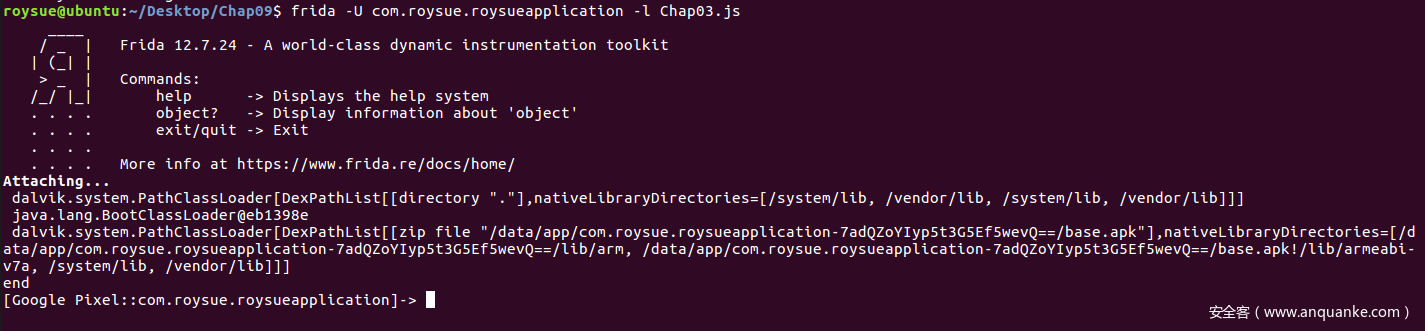 roysue@ubuntu:~/Desktop/Chap09$ frida -U com.roysue.roysueapplication -l Chap03.js
     ____
    / _  |   Frida 12.7.24 - A world-class dynamic instrumentation toolkit
   | (_| |
    > _  |   Commands:
   /_/ |_|       help      -> Displays the help system
   . . . .       object?   -> Display information about 'object'
   . . . .       exit/quit -> Exit
   . . . .
   . . . .   More info at https://www.frida.re/docs/home/
Attaching...
 dalvik.system.PathClassLoader[DexPathList[[directory "."],nativeLibraryDirectories=[/system/lib, /vendor/lib, /system/lib, /vendor/lib]]]
 java.lang.BootClassLoader@eb1398e
 dalvik.system.PathClassLoader[DexPathList[[zip file "/data/app/com.roysue.roysueapplication-7adQZoYIyp5t3G5Ef5wevQ==/base.apk"],nativeLibraryDirectories=[/d
ata/app/com.roysue.roysueapplication-7adQZoYIyp5t3G5Ef5wevQ==/lib/arm, /data/app/com.roysue.roysueapplication-7adQZoYIyp5t3G5Ef5wevQ==/base.apk!/lib/armeabi-
v7a, /system/lib, /vendor/lib]]]
end
[Google Pixel::com.roysue.roysueapplication]->
安全客（www.anquanke.com）